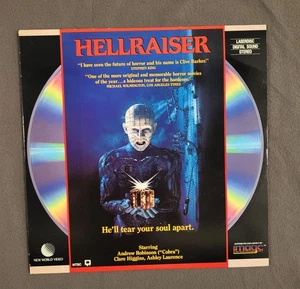 HELLRAISER
LASERDISC
DIGITAL SOUND
STEREO
"I have seen the future of horror and his name is Clive Barker."
STEPHEN KING
"One of the more original and memorable horror movies
of the year...a hideous treat for the hardcore."
MICHAEL WILMINGTON, LOS ANGELES TIMES
He'll tear your soul apart.
Starring
Andrew Robinson ("Cobra")
Clare Higgins, Ashley Laurence
NEW WORLD VIDEO
NTSC
image